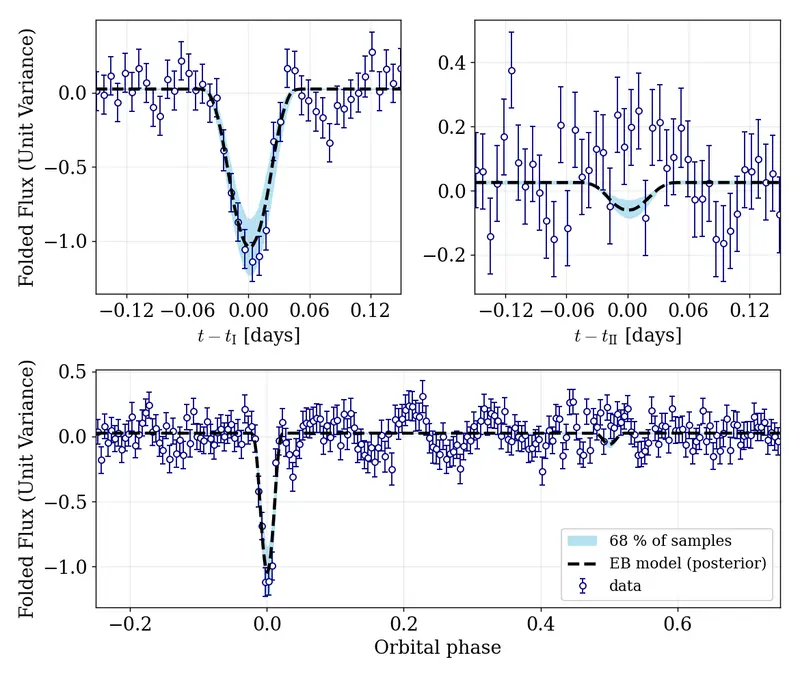 Folded Flux (Unit Variance)
0.0
−0.5
−1.0
−0.12 −0.06 0.00 0.06 0.12
t − tI [days]
0.4
0.2
0.0
−0.2
−0.12 −0.06 0.00 0.06 0.12
t − tII [days]
Folded Flux (Unit Variance)
0.5
0.0
−0.5
−1.0
68 % of samples
EB model (posterior)
data
−0.2 0.0 0.2 0.4 0.6
Orbital phase